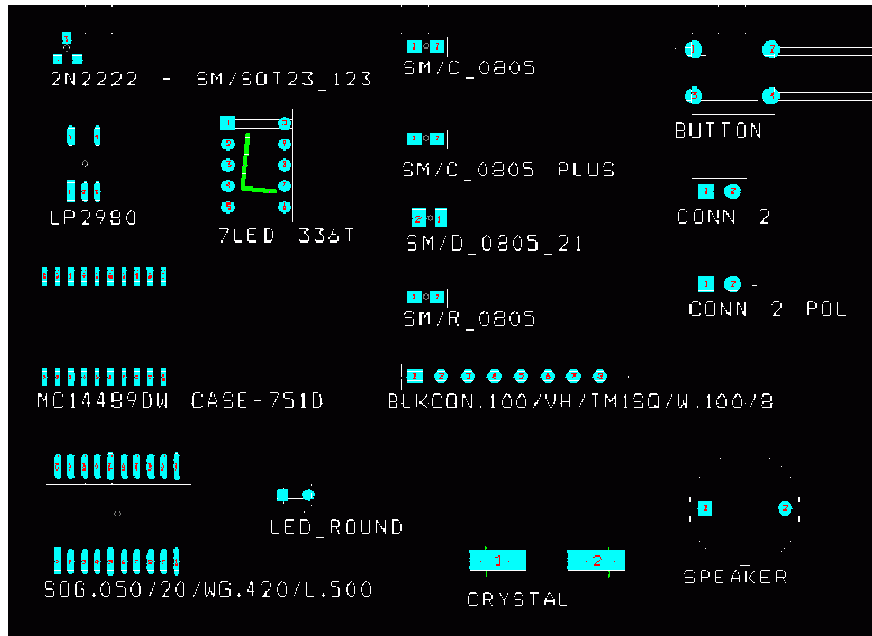 2N2222 - SM/SOT23_123
SM/C_0805
BUTTON
LP2980
7LED 336T
SM/C_0805 PLUS
CONN 2
SM/D_0805_21
SM/R_0805
CONN 2 POL
MC14489DW CASE-751D
BLKCON.100/VH/TM1SQ/W.100/8
LED_ROUND
SOG.050/20/WG.420/L.500
1 2
CRYSTAL
SPEAKER